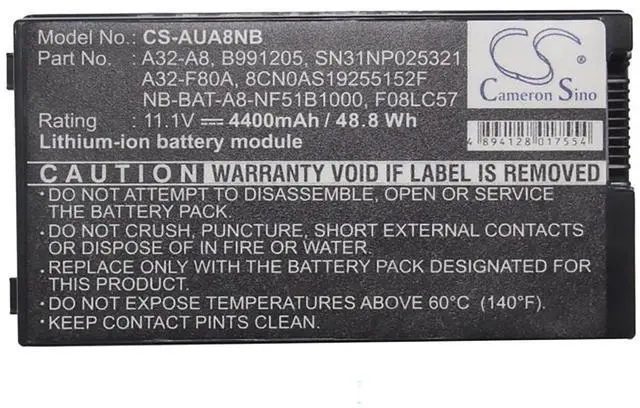 Model No.: CS-AUA8NB
Part No. : A32-A8, B991205, SN31NP025321
A32-F80A, 8CN0AS19255152F
NB-BAT-A8-NF51B1000, F08LC57
Rating : 11.1V ⎓ 4400mAh / 48.8 Wh
Lithium-ion battery module
CS
Cameron Sino
4 894128 017554
CAUTION WARRANTY VOID IF LABEL IS REMOVED
•DO NOT ATTEMPT TO DISASSEMBLE, OPEN OR SERVICE
THE BATTERY PACK.
•DO NOT CRUSH, PUNCTURE, SHORT EXTERNAL CONTACTS
OR DISPOSE OF IN FIRE OR WATER.
•REPLACE ONLY WITH THE BATTERY PACK DESIGNATED FOR
THIS PRODUCT.
•DO NOT EXPOSE TEMPERATURES ABOVE 60°C (140°F).
•KEEP CONTACT PINTS CLEAN.